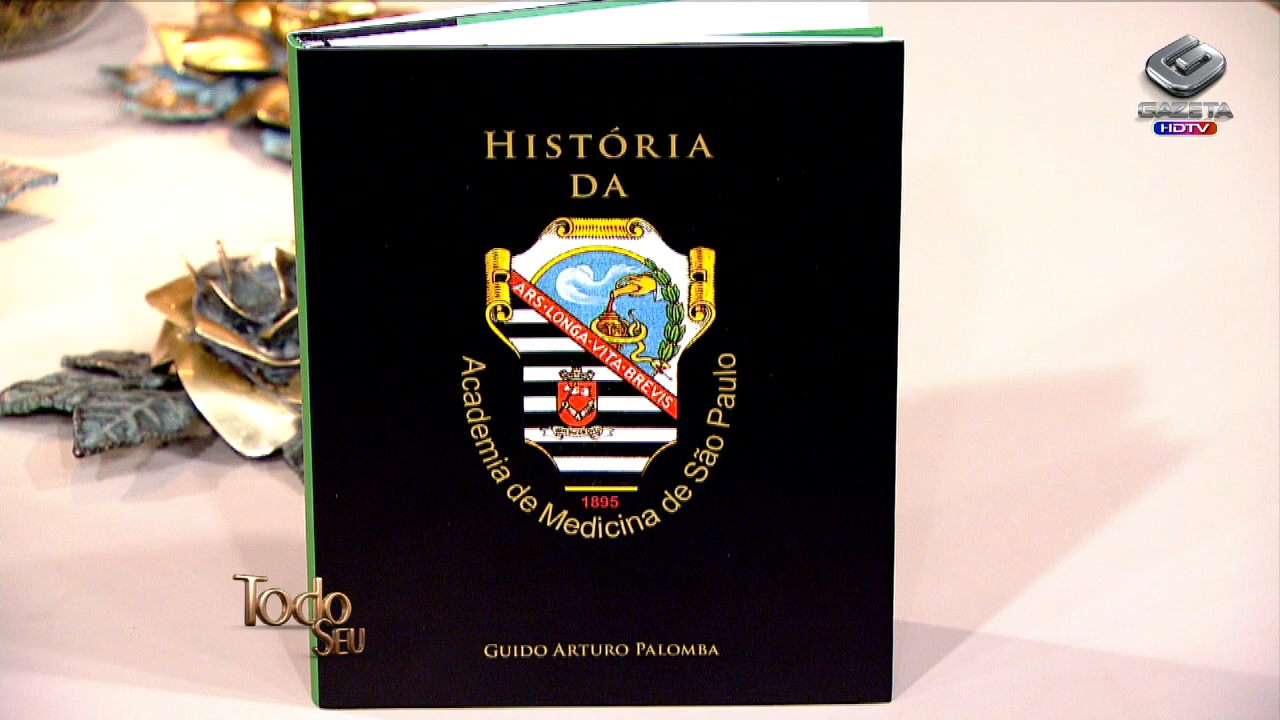 HISTÓRIA
DA
ARS·LONGA·VITA·BREVIS
1895
Academia de Medicina de São Paulo
GUIDO ARTURO PALOMBA
GAZETA
HDTV
Todo
SEU